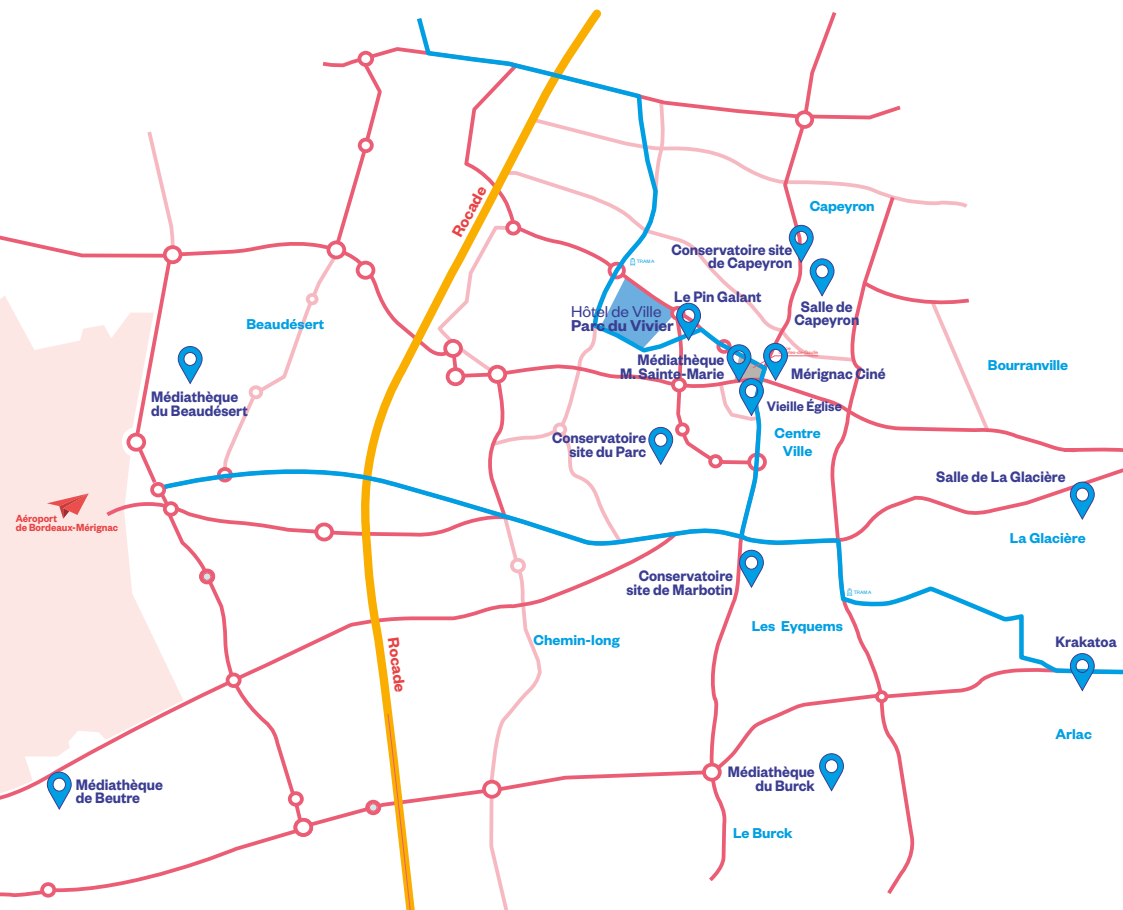 Capeyron
Rocade
Conservatoire site
de Capeyron
TRAM A
Le Pin Galant
Salle de
Capeyron
Hôtel de Ville
Parc du Vivier
Beaudésert
Médiathèque
M. Sainte-Marie
Mérignac Ciné
Bourranville
Médiathèque
du Beaudésert
Vieille Église
Centre
Ville
Conservatoire
site du Parc
Salle de La Glacière
Aéroport
de Bordeaux-Mérignac
La Glacière
Conservatoire
site de Marbotin
TRAM A
Les Eyquems
Chemin-long
Rocade
Krakatoa
Arlac
Médiathèque
de Beutre
Médiathèque
du Burck
Le Burck